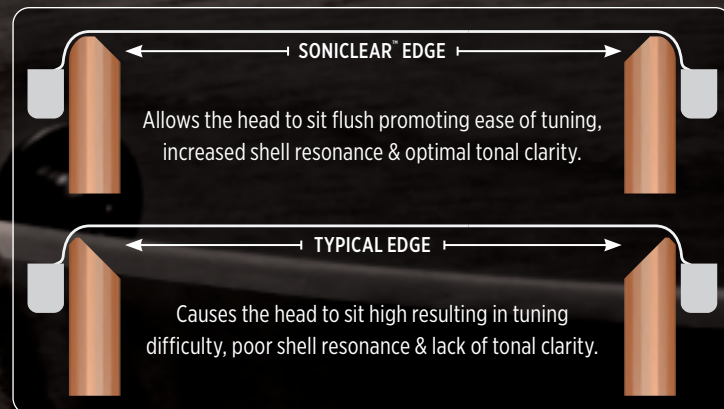 SONICLEAR™ EDGE
Allows the head to sit flush promoting ease of tuning,
increased shell resonance & optimal tonal clarity.
TYPICAL EDGE
Causes the head to sit high resulting in tuning
difficulty, poor shell resonance & lack of tonal clarity.